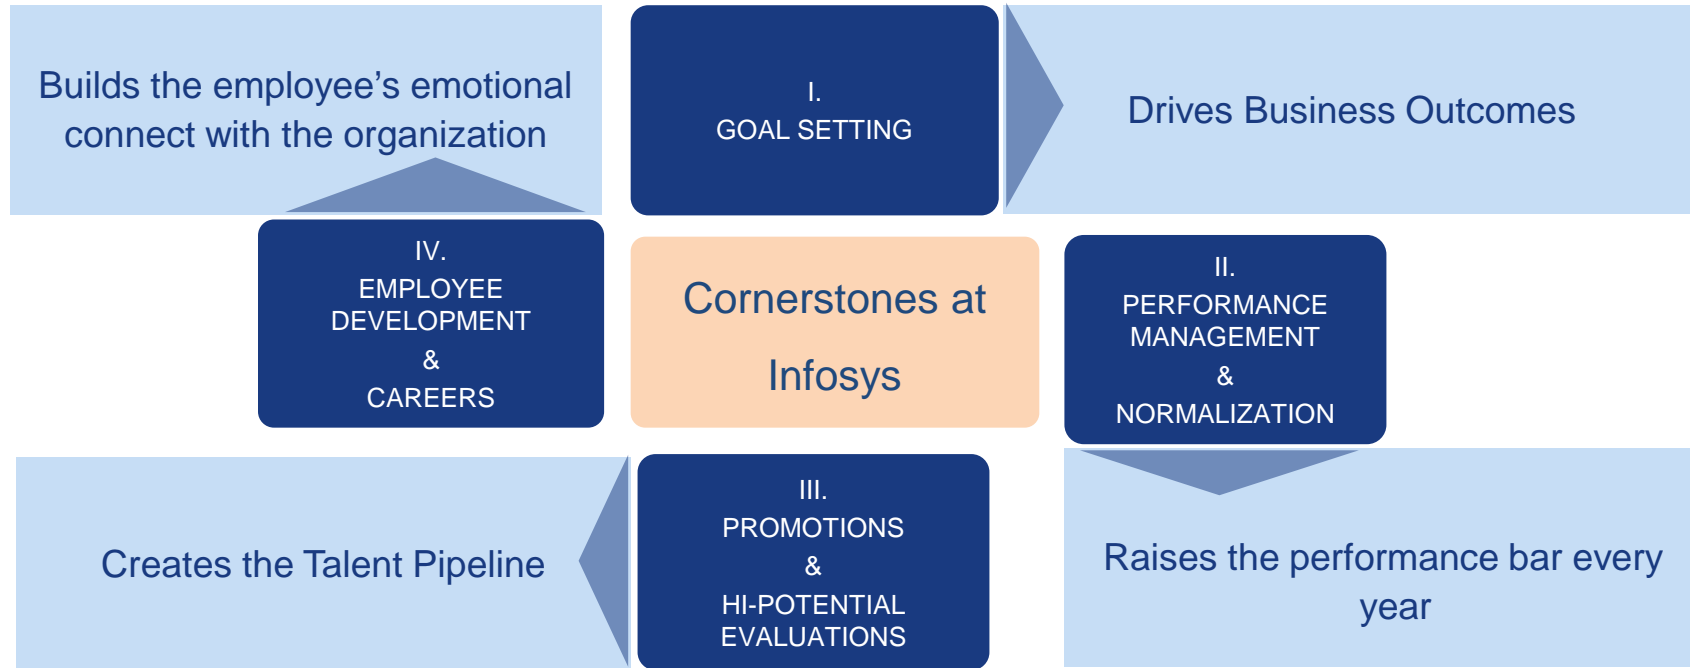 Builds the employee’s emotional
connect with the organization
I.
GOAL SETTING
Drives Business Outcomes
IV.
EMPLOYEE
DEVELOPMENT
&
CAREERS
Cornerstones at
Infosys
II.
PERFORMANCE
MANAGEMENT
&
NORMALIZATION
Creates the Talent Pipeline
III.
PROMOTIONS
&
HI-POTENTIAL
EVALUATIONS
Raises the performance bar every
year